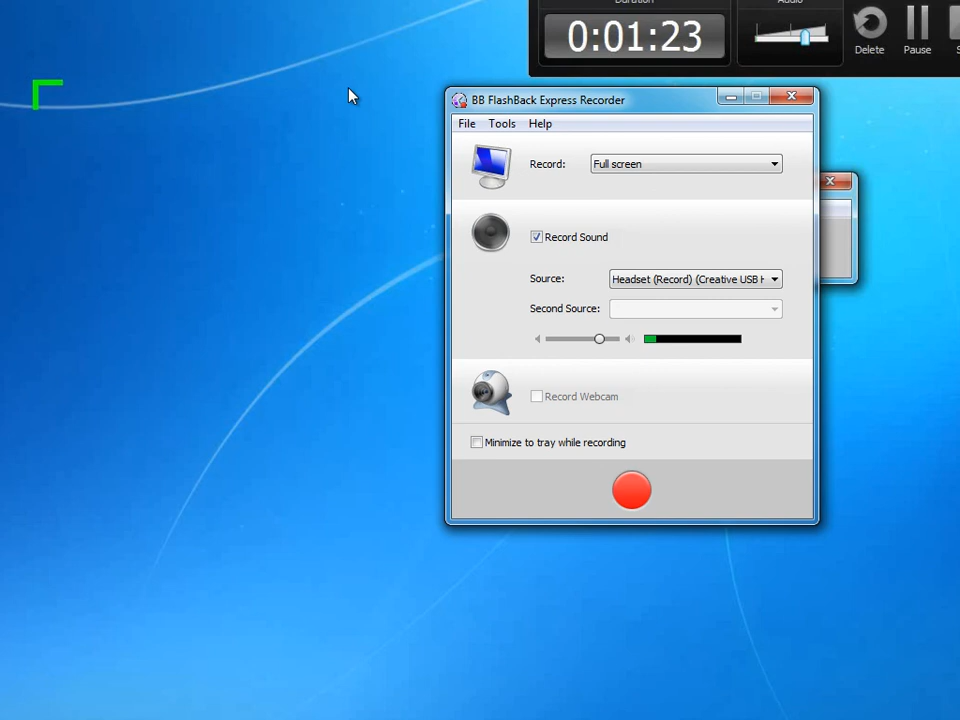 Duration
Audio
0:01:23
Delete
Pause
BB FlashBack Express Recorder
File Tools Help
Record: Full screen
Record Sound
Source: Headset (Record) (Creative USB H
Second Source:
Record Webcam
Minimize to tray while recording